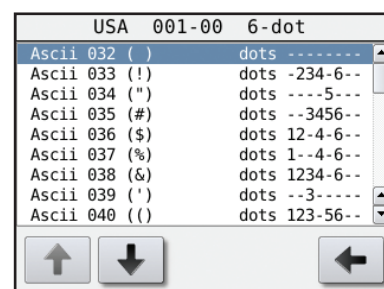 USA 001-00 6-dot
Ascii 032 ( ) dots --------
Ascii 033 (!) dots -234-6--
Ascii 034 (") dots ----5---
Ascii 035 (#) dots --3456--
Ascii 036 ($) dots 12-4-6--
Ascii 037 (%) dots 1--4-6--
Ascii 038 (&) dots 1234-6--
Ascii 039 (') dots --3-----
Ascii 040 (() dots 123-56--